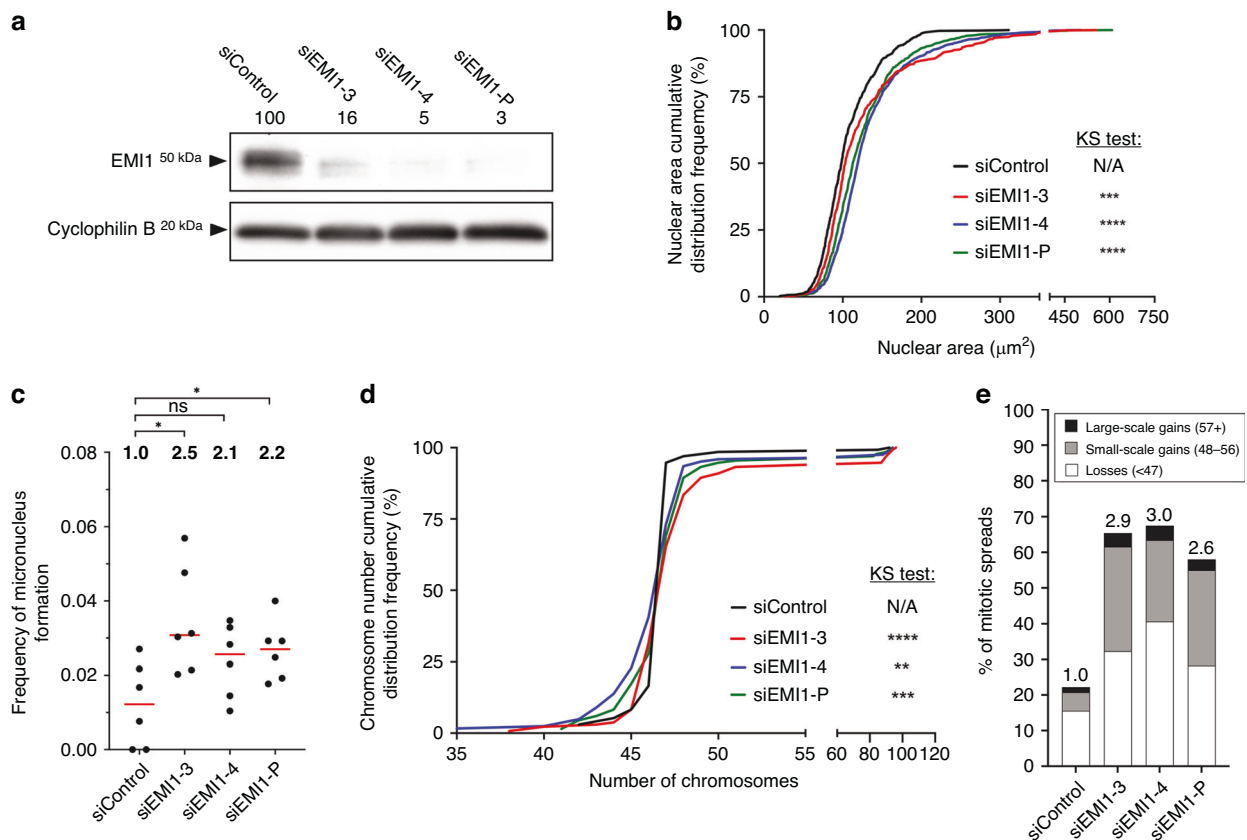 a
siControl
siEMI1-3
siEMI1-4
siEMI1-P
100 16 5 3
EMI1 50 kDa
Cyclophilin B 20 kDa
b
Nuclear area cumulative
distribution frequemcy (%)
100
75
50
25
0
0 100 200 300 450 600 750
Nuclear area (μm2)
KS test:
siControl N/A
siEMI1-3 ***
siEMI1-4 ****
siEMI1-P ****
c
*
ns
*
1.0 2.5 2.1 2.2
Frequency of micronucleus
formation
0.08
0.06
0.04
0.02
0.00
siControl
siEMI1-3
siEMI1-4
siEMI1-P
d
Chromosome number cumulative
distribution frequency (%)
100
75
50
25
0
35 40 45 50 55 60 80 100 120
Number of chromosomes
KS test:
siControl N/A
siEMI1-3 ****
siEMI1-4 **
siEMI1-P ***
e
% of mitotic spreads
100
90
80
70
60
50
40
30
20
10
0
Large-scale gains (57+)
Small-scale gains (48–56)
Losses (<47)
1.0
2.9
3.0
2.6
siControl
siEMI1-3
siEMI1-4
siEMI1-P